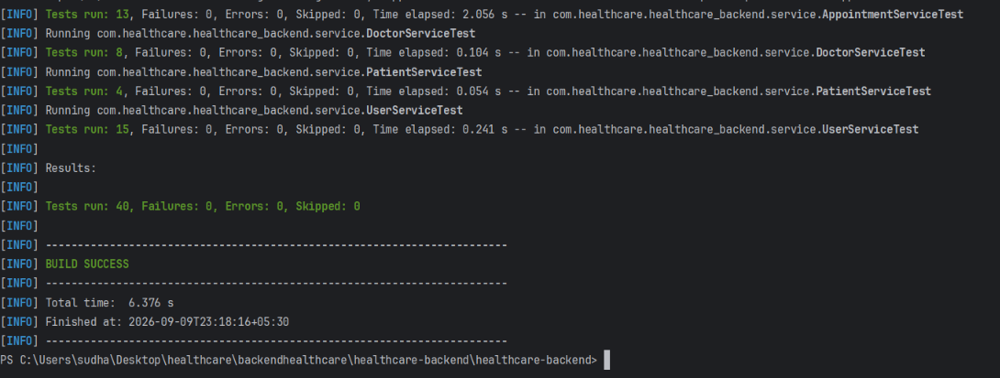 [INFO] Tests run: 13, Failures: 0, Errors: 0, Skipped: 0, Time elapsed: 2.056 s -- in com.healthcare.healthcare_backend.service.AppointmentServiceTest
[INFO] Running com.healthcare.healthcare_backend.service.DoctorServiceTest
[INFO] Tests run: 8, Failures: 0, Errors: 0, Skipped: 0, Time elapsed: 0.104 s -- in com.healthcare.healthcare_backend.service.DoctorServiceTest
[INFO] Running com.healthcare.healthcare_backend.service.PatientServiceTest
[INFO] Tests run: 4, Failures: 0, Errors: 0, Skipped: 0, Time elapsed: 0.054 s -- in com.healthcare.healthcare_backend.service.PatientServiceTest
[INFO] Running com.healthcare.healthcare_backend.service.UserServiceTest
[INFO] Tests run: 15, Failures: 0, Errors: 0, Skipped: 0, Time elapsed: 0.241 s -- in com.healthcare.healthcare_backend.service.UserServiceTest
[INFO]
[INFO] Results:
[INFO]
[INFO] Tests run: 40, Failures: 0, Errors: 0, Skipped: 0
[INFO]
[INFO] ------------------------------------------------------------------------
[INFO] BUILD SUCCESS
[INFO] ------------------------------------------------------------------------
[INFO] Total time:  6.376 s
[INFO] Finished at: 2026-09-09T23:18:16+05:30
[INFO] ------------------------------------------------------------------------
PS C:\Users\sudha\Desktop\healthcare\backendhealthcare\healthcare-backend\healthcare-backend>